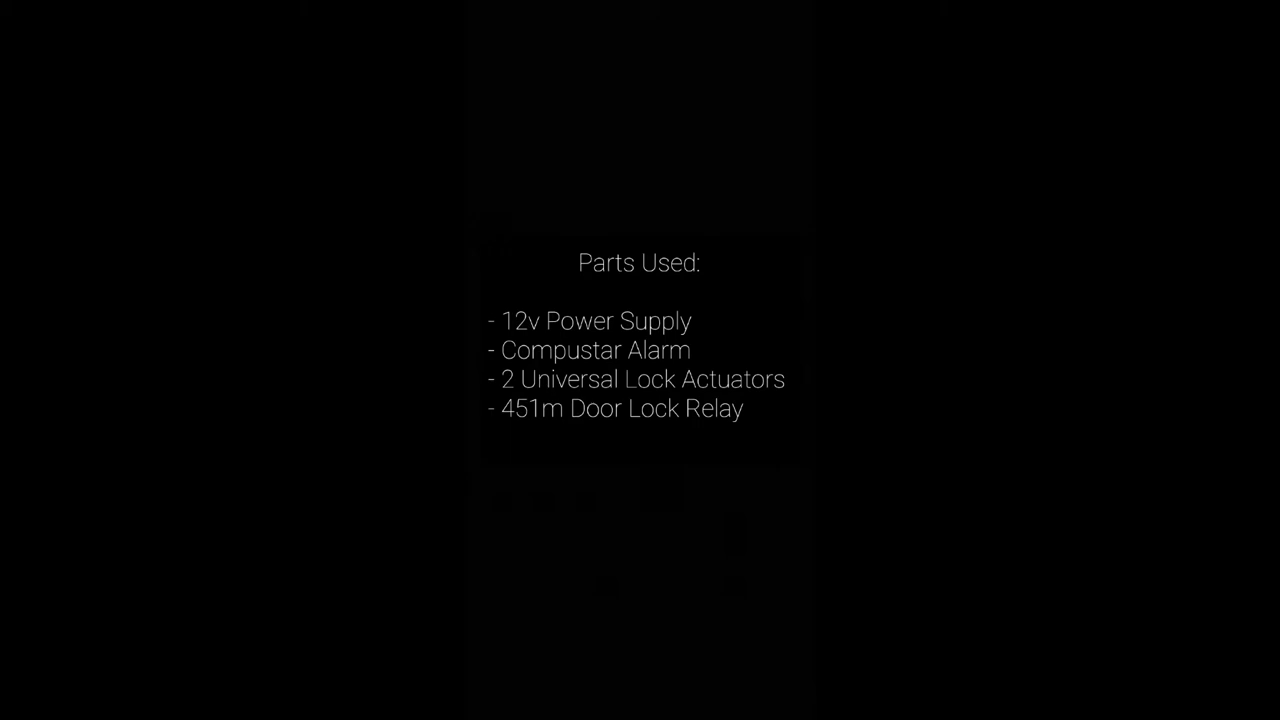 Parts Used:
- 12v Power Supply
- Compustar Alarm
- 2 Universal Lock Actuators
- 451m Door Lock Relay